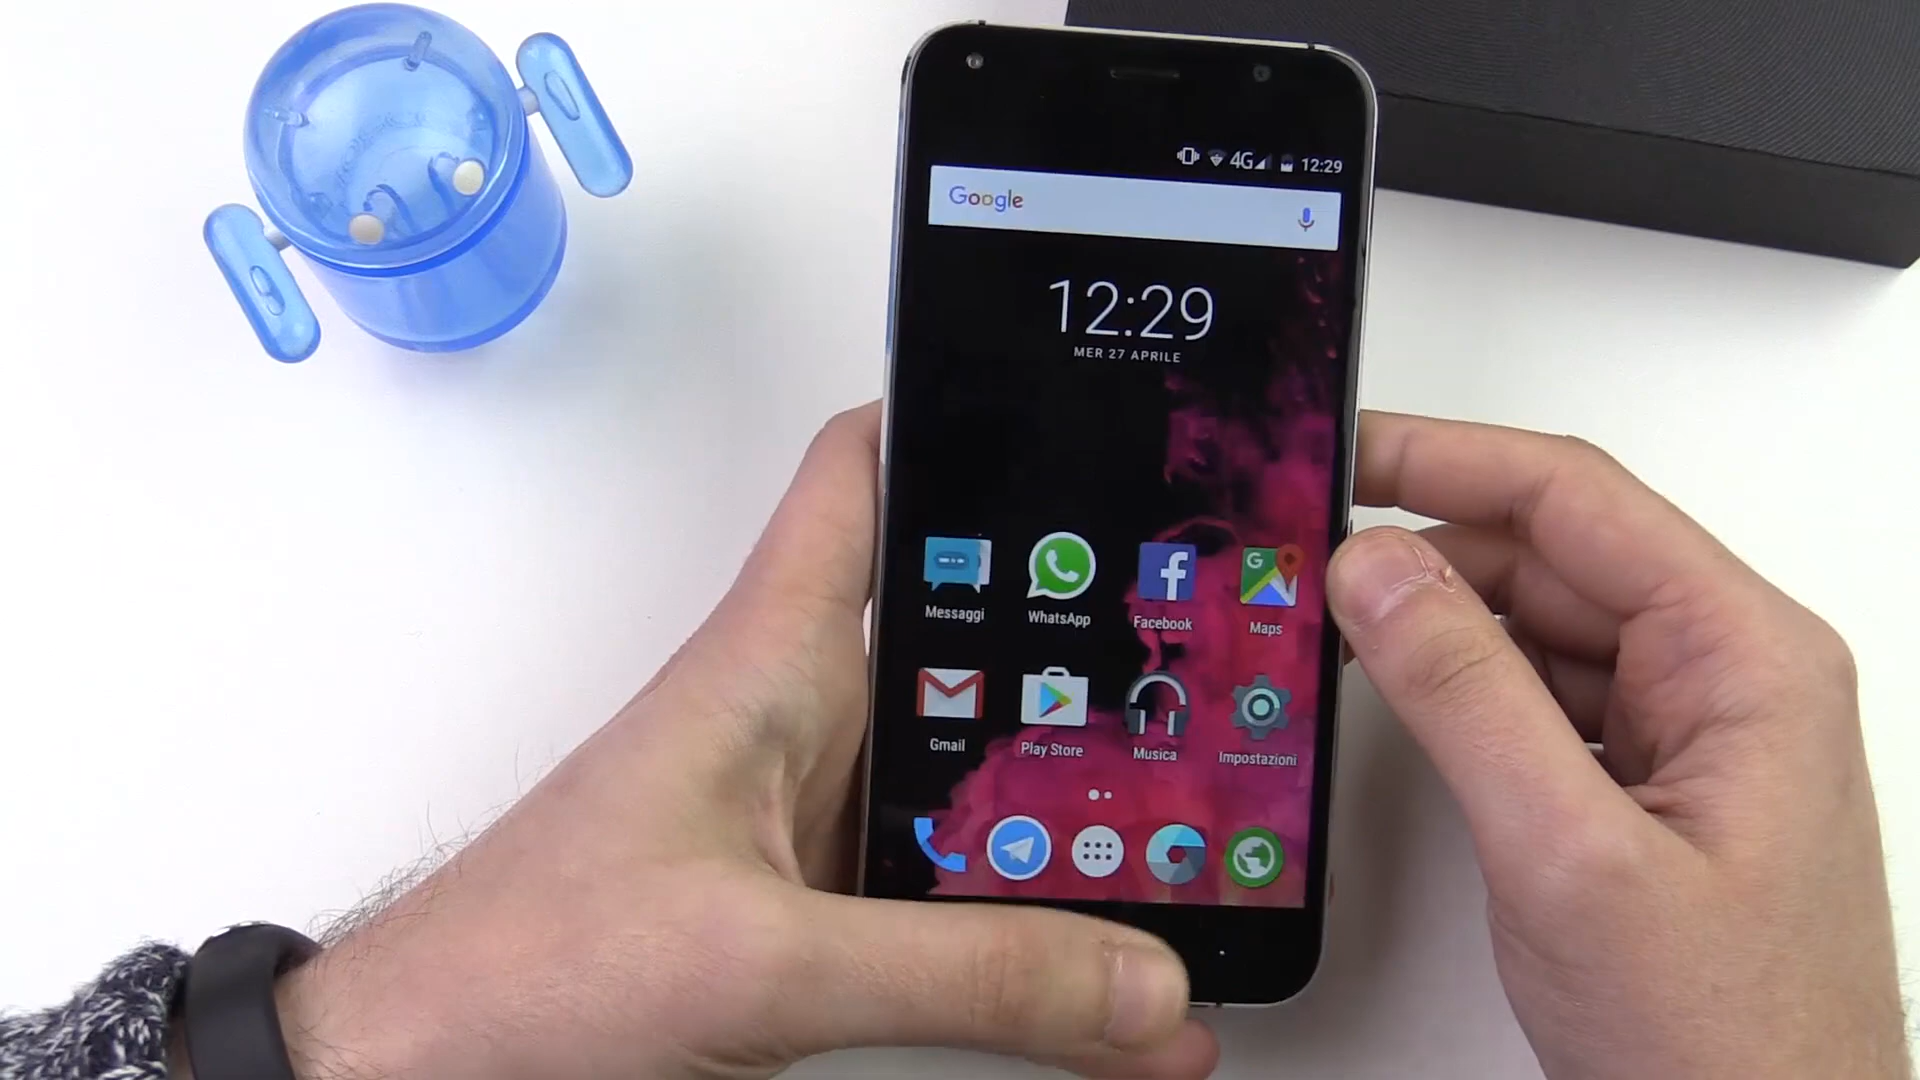 4G 12:29
Google
12:29
MER 27 APRILE
Messaggi WhatsApp Facebook Maps
Gmail Play Store Musica Impostazioni